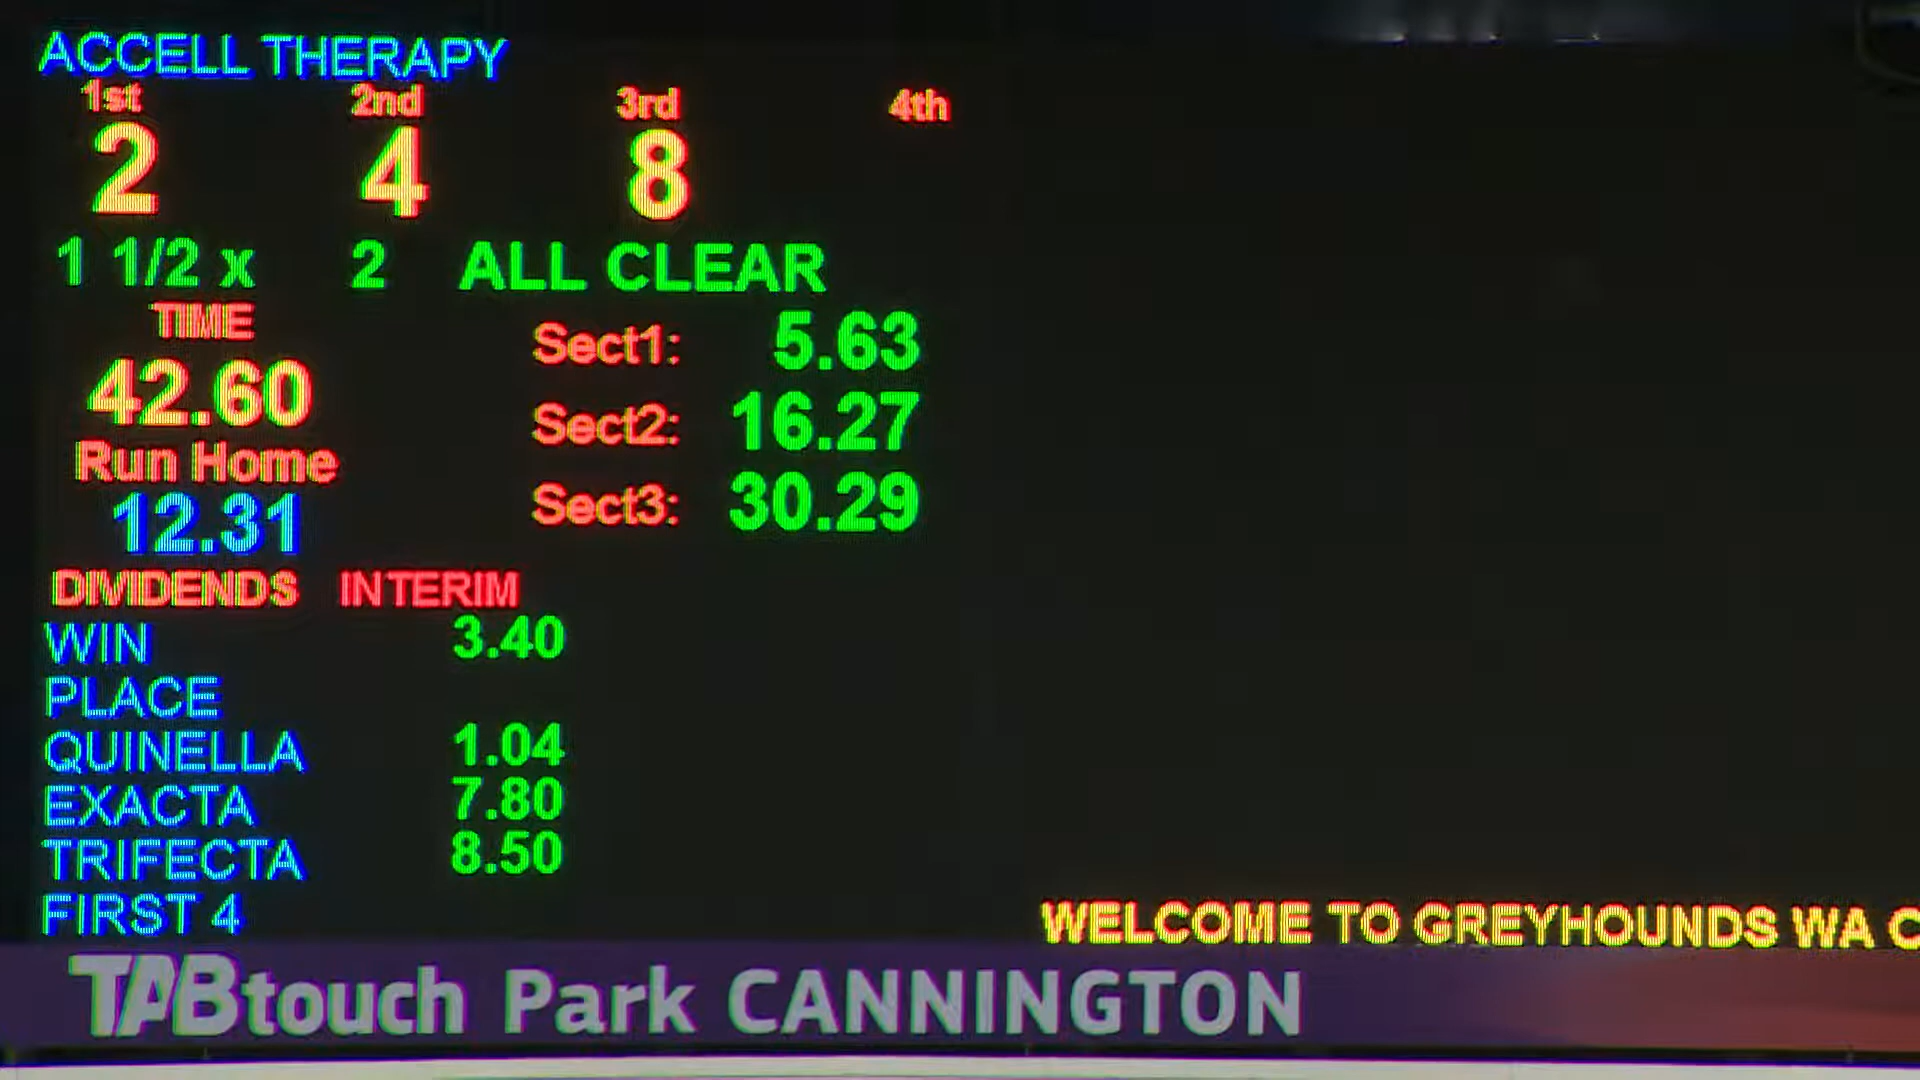 ACCELL THERAPY
1st 2nd 3rd 4th
2 4 8
1 1/2 x 2 ALL CLEAR
TIME
42.60
Run Home
12.31
Sect1: 5.63
Sect2: 16.27
Sect3: 30.29
DIVIDENDS INTERIM
WIN 3.40
PLACE
QUINELLA 1.04
EXACTA 7.80
TRIFECTA 8.50
FIRST 4
WELCOME TO GREYHOUNDS WA C
TABtouch Park CANNINGTON